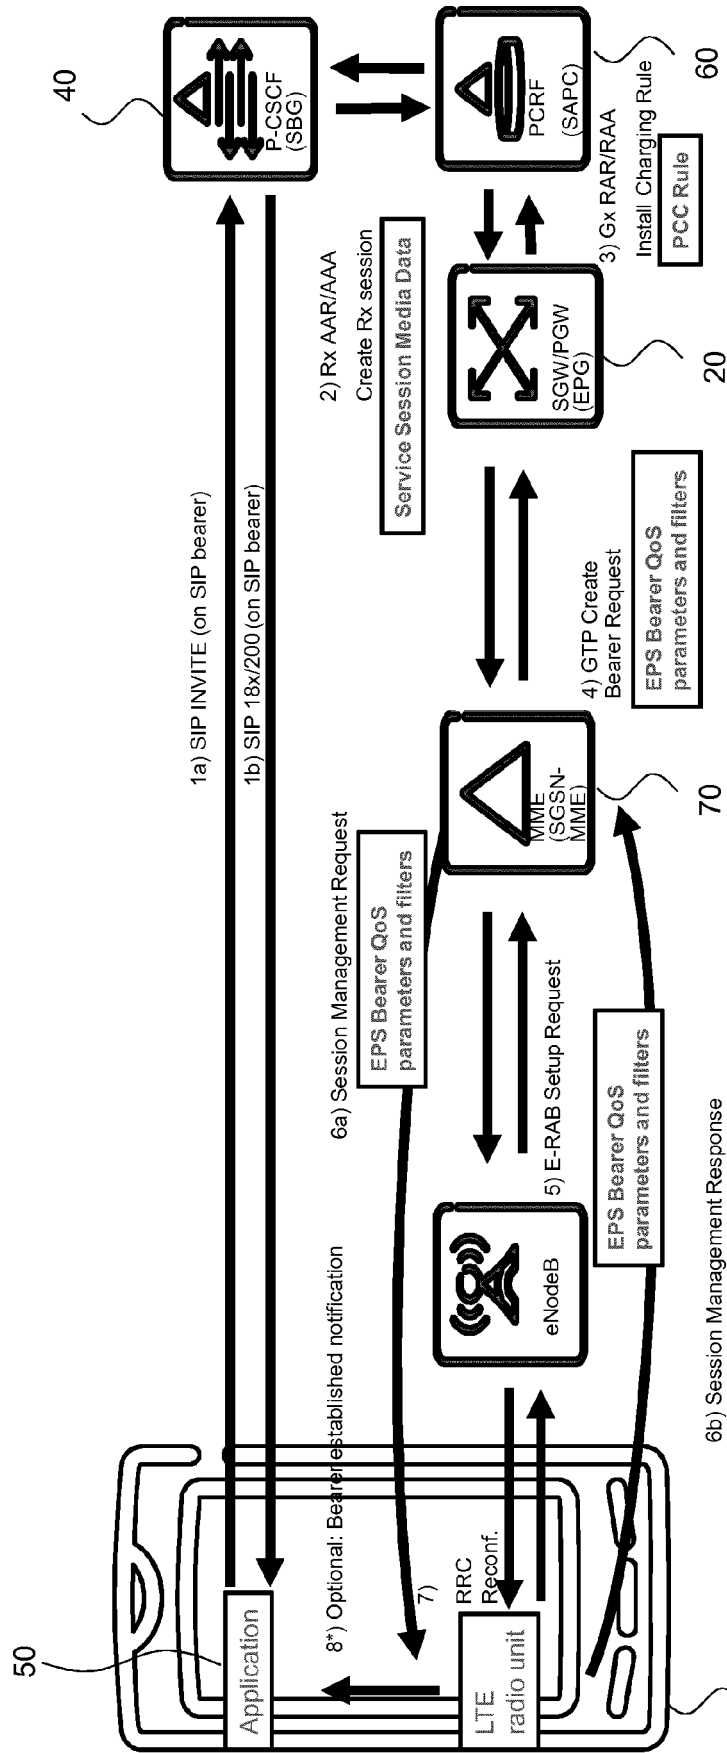 50
40
Application
1a) SIP INVITE (on SIP bearer)
1b) SIP 18x/200 (on SIP bearer)
P-CSCF
(SBG)
8*) Optional: Bearer established notification
6a) Session Management Request
EPS Bearer QoS
parameters and filters
2) Rx AAR/AAA
Create Rx session
Service Session Media Data
7)
RRC
Reconf.
LTE
radio unit
eNodeB
5) E-RAB Setup Request
MME
(SGSN-
MME)
4) GTP Create
Bearer Request
EPS Bearer QoS
parameters and filters
SGW/PGW
(EPG)
PCRF
(SAPC)
3) Gx RAR/RAA
Install Charging Rule
PCC Rule
EPS Bearer QoS
parameters and filters
6b) Session Management Response
70
20
60